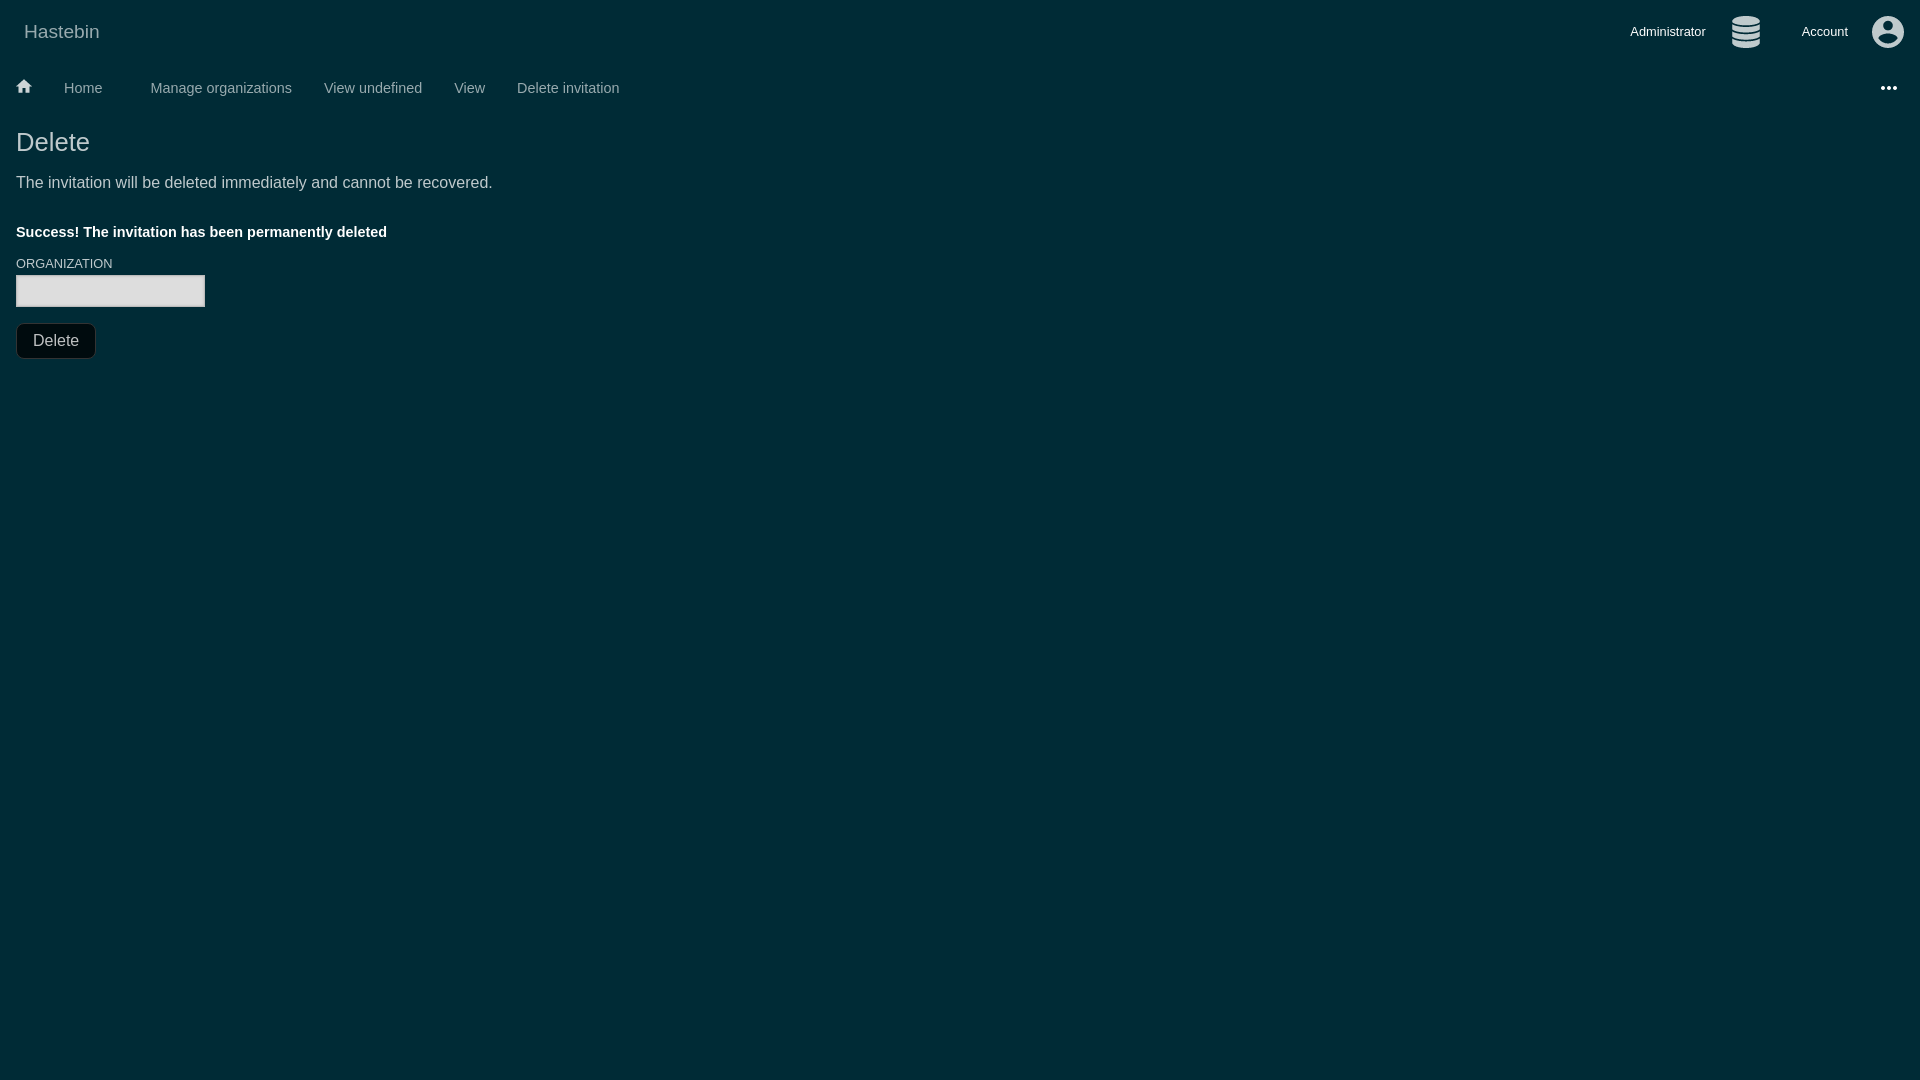 Hastebin
Administrator
Account
Home
Manage organizations
View undefined
View
Delete invitation
Delete
The invitation will be deleted immediately and cannot be recovered.
Success! The invitation has been permanently deleted
ORGANIZATION
Delete